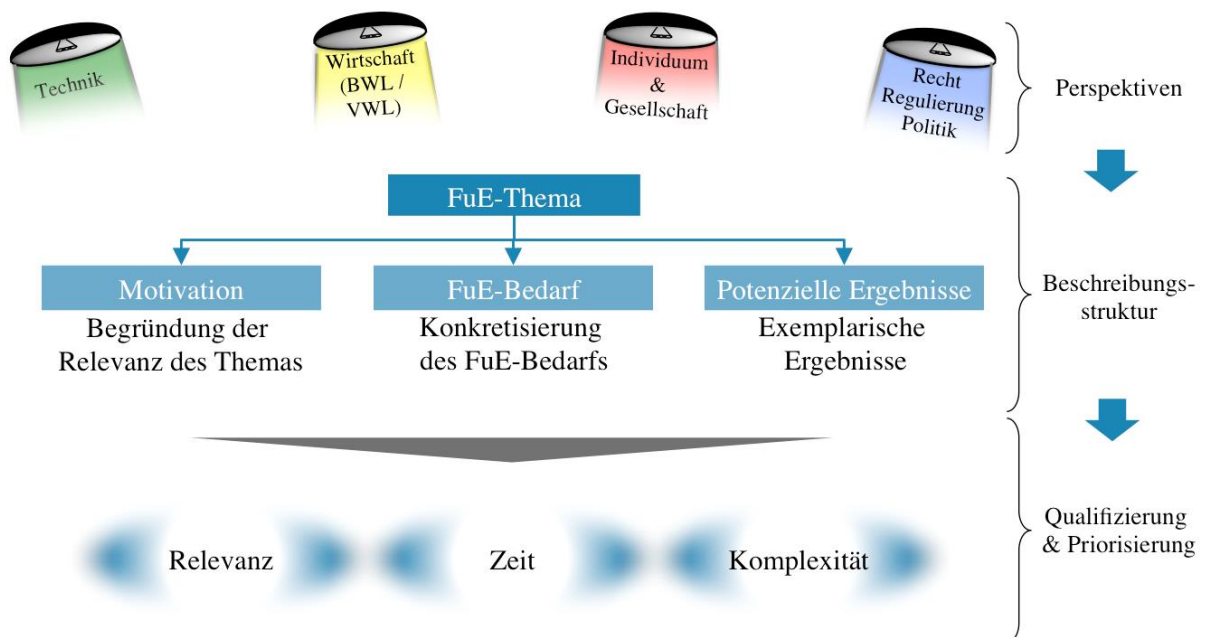 Technik
Wirtschaft
(BWL /
VWL)
Individuum
&
Gesellschaft
Recht
Regulierung
Politik
Perspektiven
FuE-Thema
Motivation
FuE-Bedarf
Potenzielle Ergebnisse
Begründung der
Relevanz des Themas
Konkretisierung
des FuE-Bedarfs
Exemplarische
Ergebnisse
Beschreibungs-
struktur
Relevanz
Zeit
Komplexität
Qualifizierung
& Priorisierung